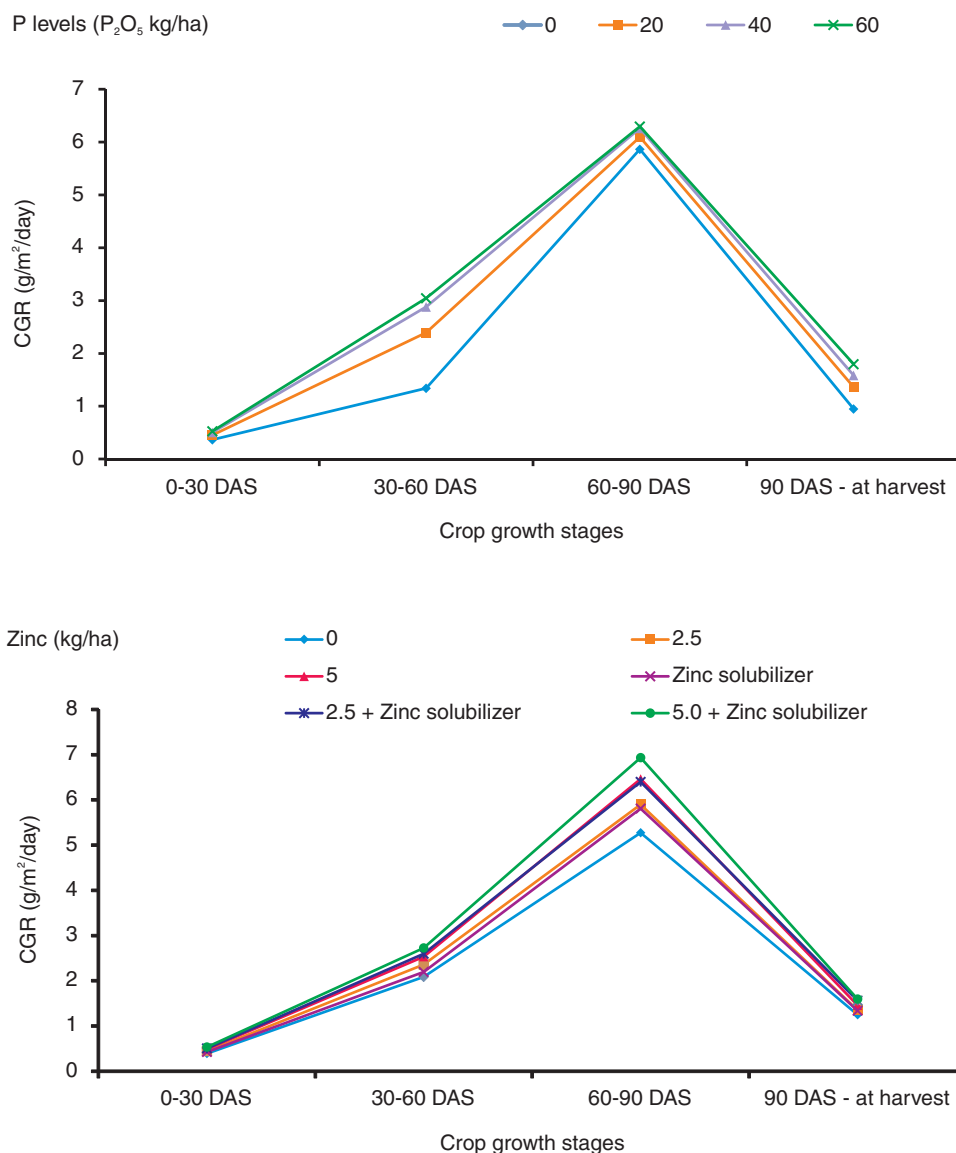 P levels (P₂O₅ kg/ha) 0 20 40 60
7
6
5
4
3
2
1
0
CGR (g/m²/day)
0-30 DAS 30-60 DAS 60-90 DAS 90 DAS - at harvest
Crop growth stages
Zinc (kg/ha) 0 2.5
5 Zinc solubilizer
2.5 + Zinc solubilizer 5.0 + Zinc solubilizer
8
7
6
5
4
3
2
1
0
CGR (g/m²/day)
0-30 DAS 30-60 DAS 60-90 DAS 90 DAS - at harvest
Crop growth stages